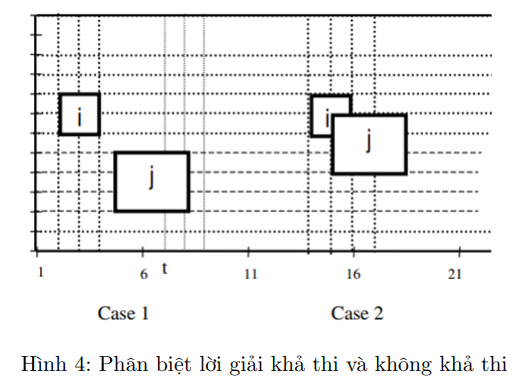 i
i
j
j
1
6
t
11
16
21
Case 1
Case 2
Hình 4: Phân biệt lời giải khả thi và không khả thi